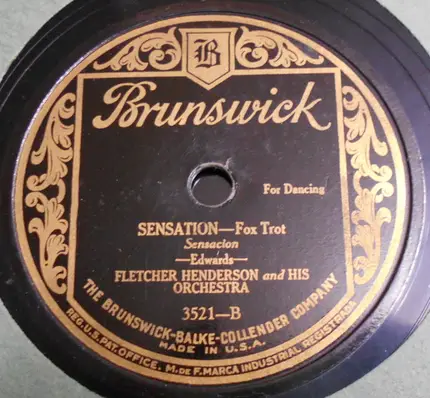 B
Brunswick
For Dancing
SENSATION—Fox Trot
Sensacion
—Edwards—
FLETCHER HENDERSON and HIS
ORCHESTRA
3521—B
THE BRUNSWICK-BALKE-COLLENDER COMPANY
MADE IN U.S.A.
REG. U.S. PAT. OFFICE. M. DE F. MARCA INDUSTRIAL REGISTRADA